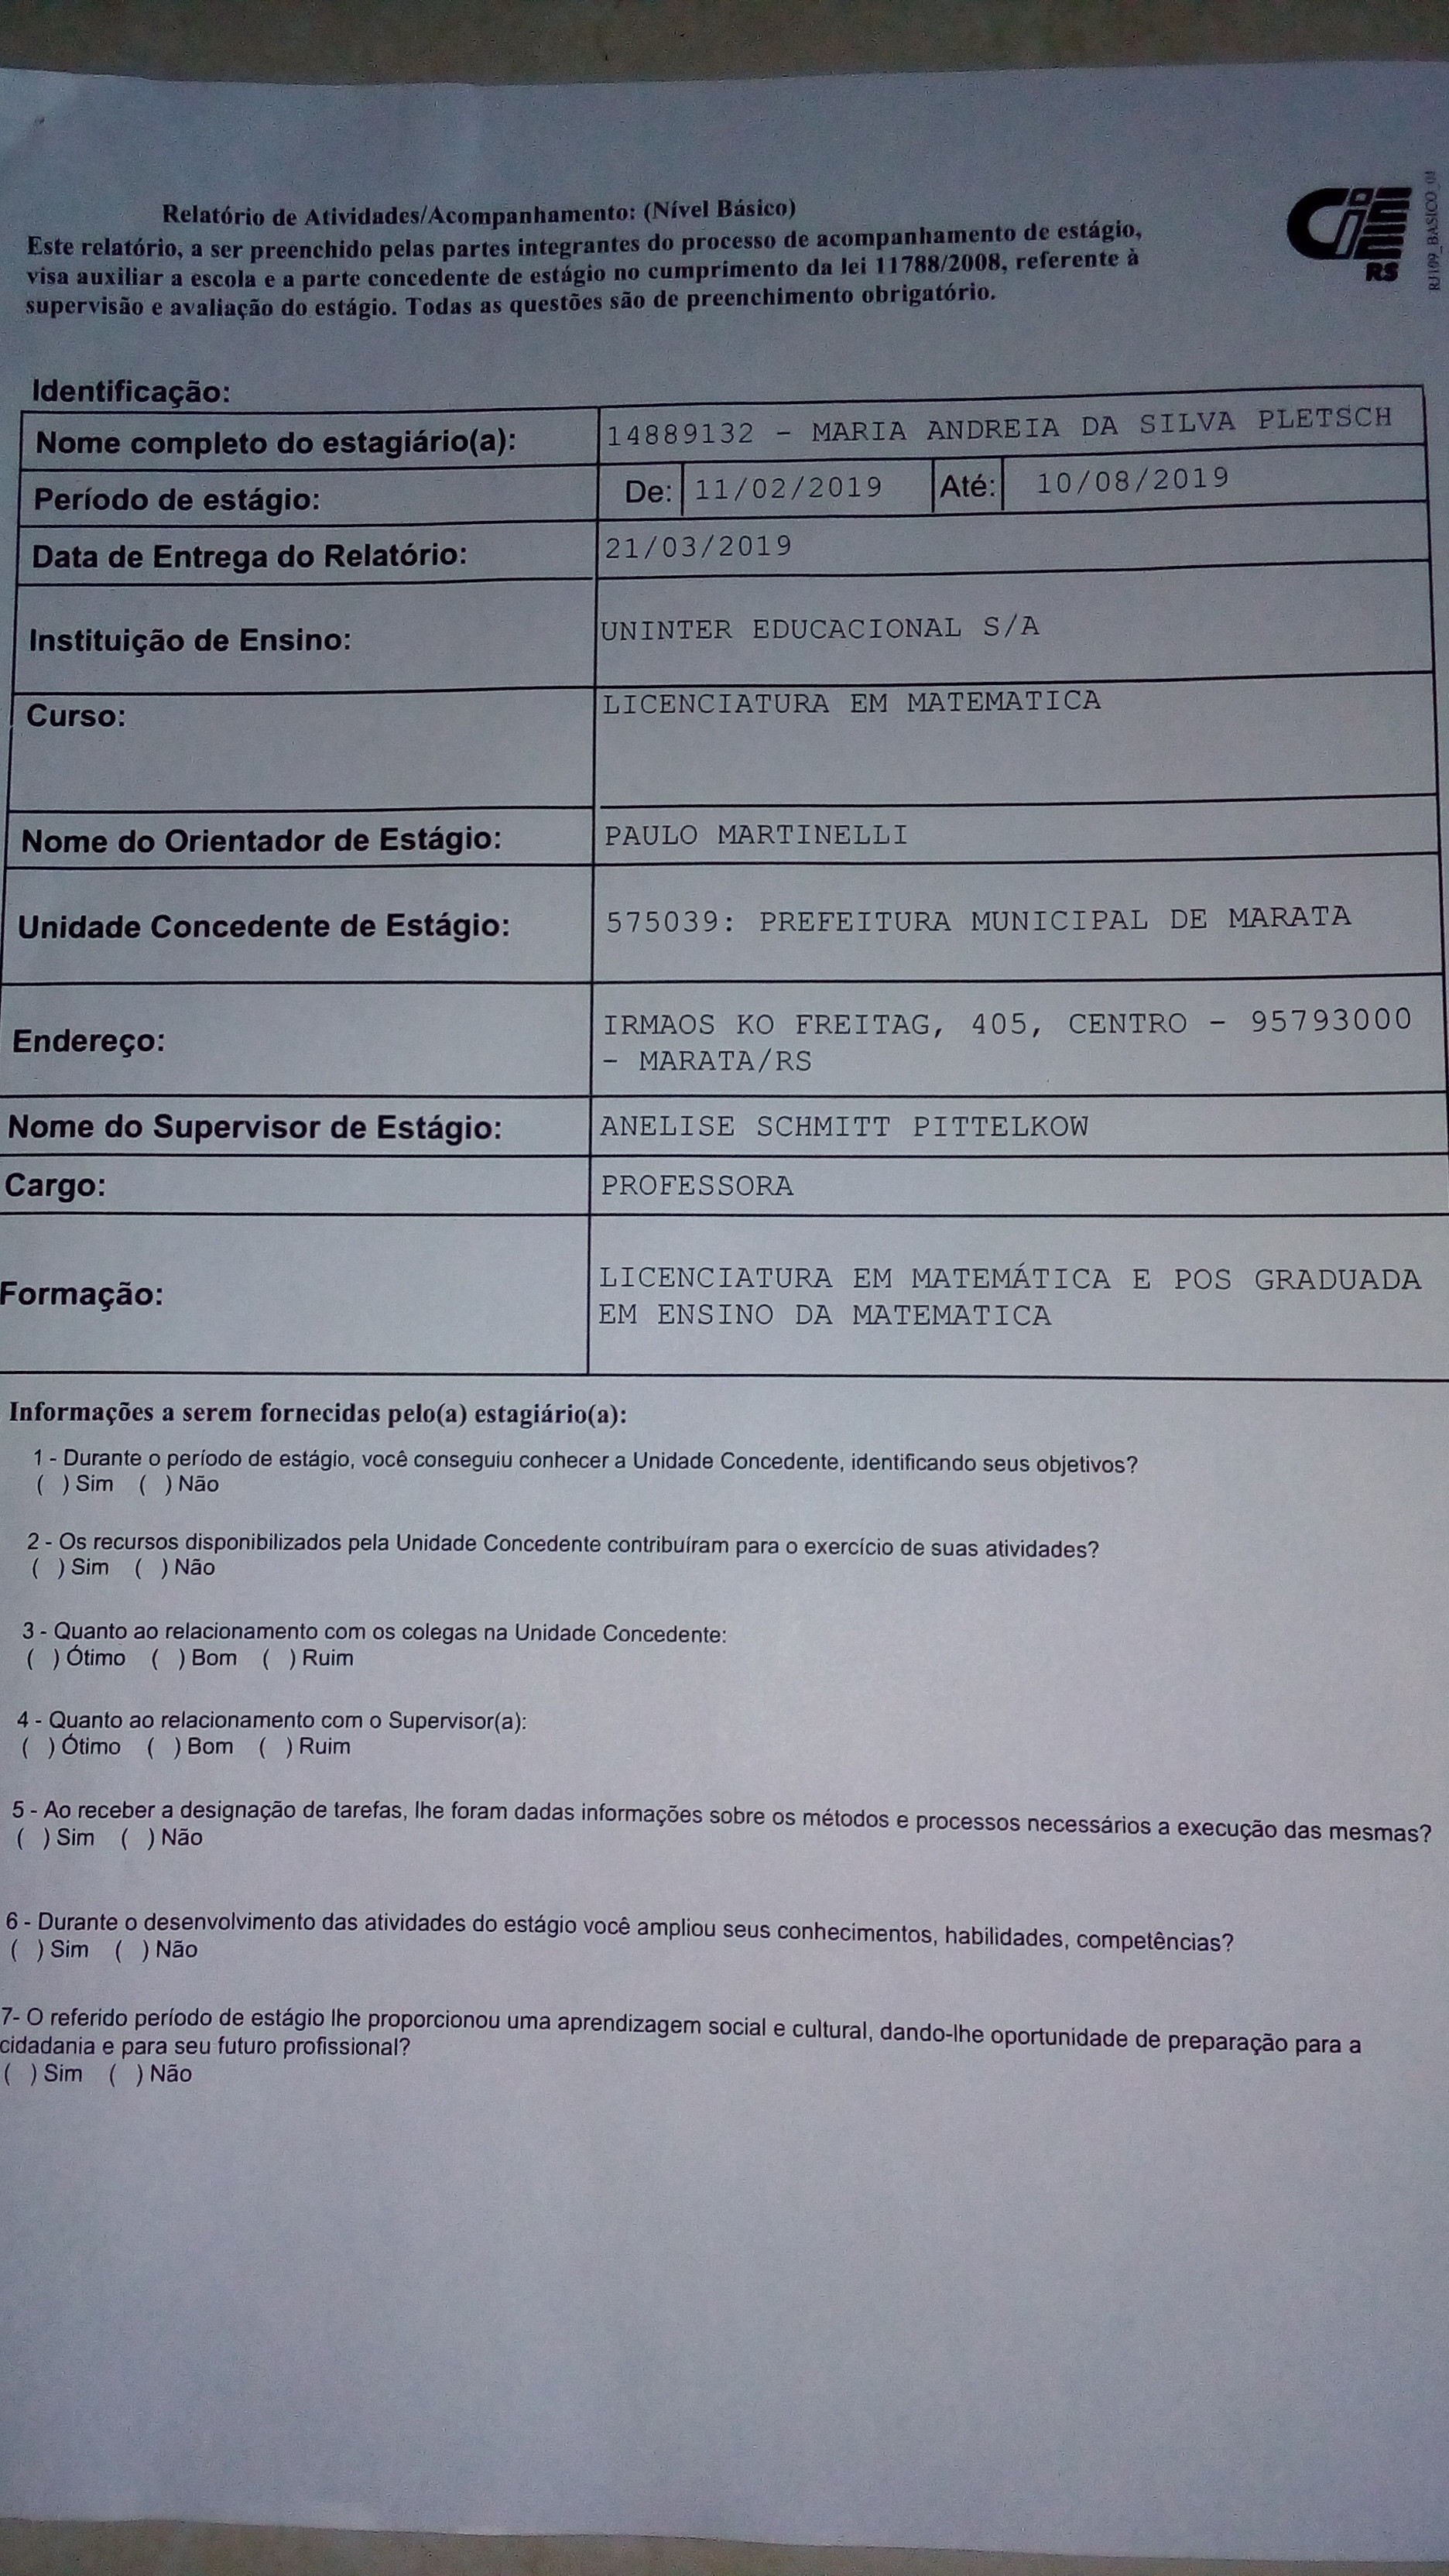 Relatório de Atividades/Acompanhamento: (Nível Básico)
Este relatório, a ser preenchido pelas partes integrantes do processo de acompanhamento de estágio,
visa auxiliar a escola e a parte concedente de estágio no cumprimento da lei 11788/2008, referente à
supervisão e avaliação do estágio. Todas as questões são de preenchimento obrigatório.
CIEE
RS
RJ109_BASICO_01
Identificação:
Nome completo do estagiário(a): 14889132 - MARIA ANDREIA DA SILVA PLETSCH
Período de estágio: De: 11/02/2019 Até: 10/08/2019
Data de Entrega do Relatório: 21/03/2019
Instituição de Ensino: UNINTER EDUCACIONAL S/A
Curso: LICENCIATURA EM MATEMATICA
Nome do Orientador de Estágio: PAULO MARTINELLI
Unidade Concedente de Estágio: 575039: PREFEITURA MUNICIPAL DE MARATA
Endereço: IRMAOS KO FREITAG, 405, CENTRO - 95793000
- MARATA/RS
Nome do Supervisor de Estágio: ANELISE SCHMITT PITTELKOW
Cargo: PROFESSORA
Formação: LICENCIATURA EM MATEMÁTICA E POS GRADUADA
EM ENSINO DA MATEMATICA
Informações a serem fornecidas pelo(a) estagiário(a):
1 - Durante o período de estágio, você conseguiu conhecer a Unidade Concedente, identificando seus objetivos?
( ) Sim ( ) Não
2 - Os recursos disponibilizados pela Unidade Concedente contribuíram para o exercício de suas atividades?
( ) Sim ( ) Não
3 - Quanto ao relacionamento com os colegas na Unidade Concedente:
( ) Ótimo ( ) Bom ( ) Ruim
4 - Quanto ao relacionamento com o Supervisor(a):
( ) Ótimo ( ) Bom ( ) Ruim
5 - Ao receber a designação de tarefas, lhe foram dadas informações sobre os métodos e processos necessários a execução das mesmas?
( ) Sim ( ) Não
6 - Durante o desenvolvimento das atividades do estágio você ampliou seus conhecimentos, habilidades, competências?
( ) Sim ( ) Não
7- O referido período de estágio lhe proporcionou uma aprendizagem social e cultural, dando-lhe oportunidade de preparação para a
cidadania e para seu futuro profissional?
( ) Sim ( ) Não